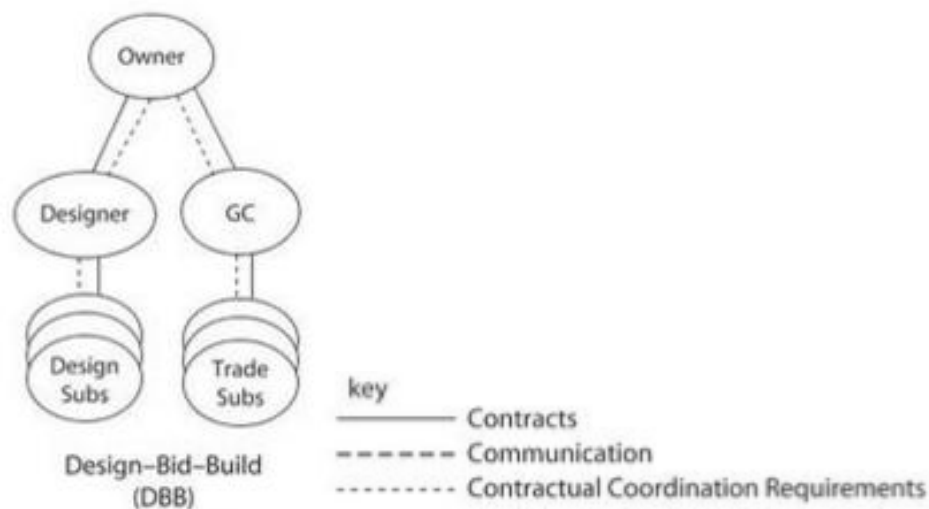 Owner
Designer
GC
Design
Subs
Trade
Subs
Design–Bid–Build
(DBB)
key
Contracts
Communication
Contractual Coordination Requirements